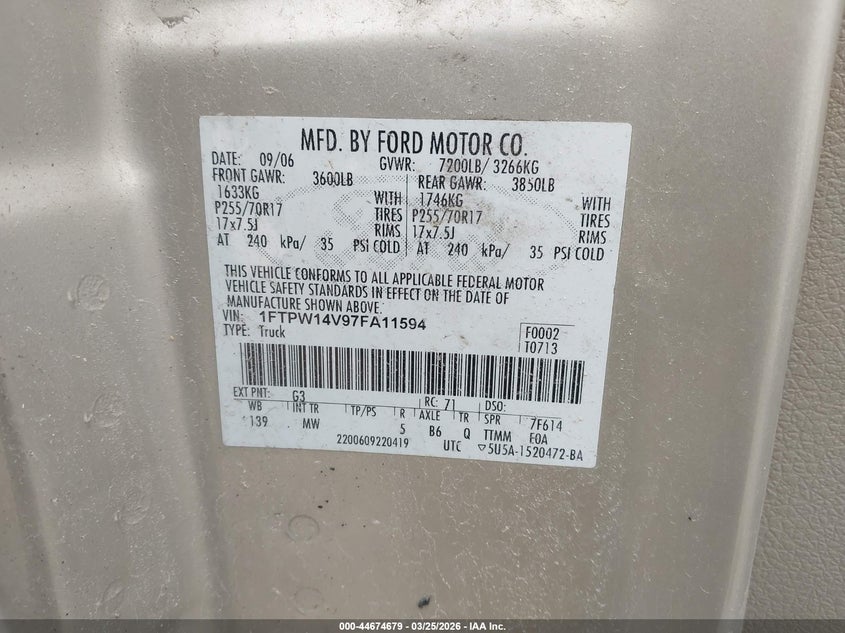 MFD. BY FORD MOTOR CO.
DATE: 09/06 GVWR: 7200LB/ 3266KG
FRONT GAWR: 3600LB REAR GAWR: 3850LB
1633KG WITH 1746KG WITH
P255/70R17 TIRES P255/70R17 TIRES
17x7.5J RIMS 17x7.5J RIMS
AT 240 kPa/ 35 PSI COLD AT 240 kPa/ 35 PSI COLD
THIS VEHICLE CONFORMS TO ALL APPLICABLE FEDERAL MOTOR
VEHICLE SAFETY STANDARDS IN EFFECT ON THE DATE OF
MANUFACTURE SHOWN ABOVE.
VIN: 1FTPW14V97FA11594
TYPE: Truck F0002
T0713
EXT PNT: G3 RC: 71 DSO:
WB INT TR TP/PS R AXLE TR SPR 7F614
139 MW 5 B6 Q TTMM EOA
2200609220419 UTC ▽5U5A-1520472-BA
000-44674679 - 03/25/2026 - IAA Inc.